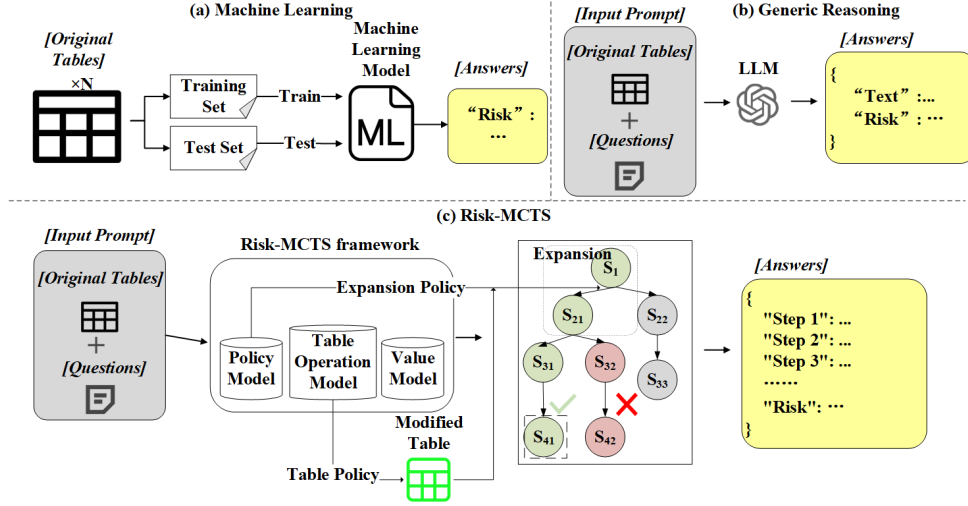 (a) Machine Learning
[Original
Tables]
×N
Training
Set
Test Set
Train
Test
Machine
Learning
Model
ML
[Answers]
“Risk”:
...
(b) Generic Reasoning
[Input Prompt]
[Original Tables]
+
[Questions]
LLM
[Answers]
{
“Text”:...
“Risk”: ...
}
(c) Risk-MCTS
[Input Prompt]
[Original Tables]
+
[Questions]
Risk-MCTS framework
Expansion Policy
Policy
Model
Table
Operation
Model
Value
Model
Table Policy
Modified
Table
Expansion
S1
S21
S22
S31
S32
S33
S41
S42
[Answers]
{
"Step 1": ...
"Step 2": ...
"Step 3": ...
......
"Risk": ...
}